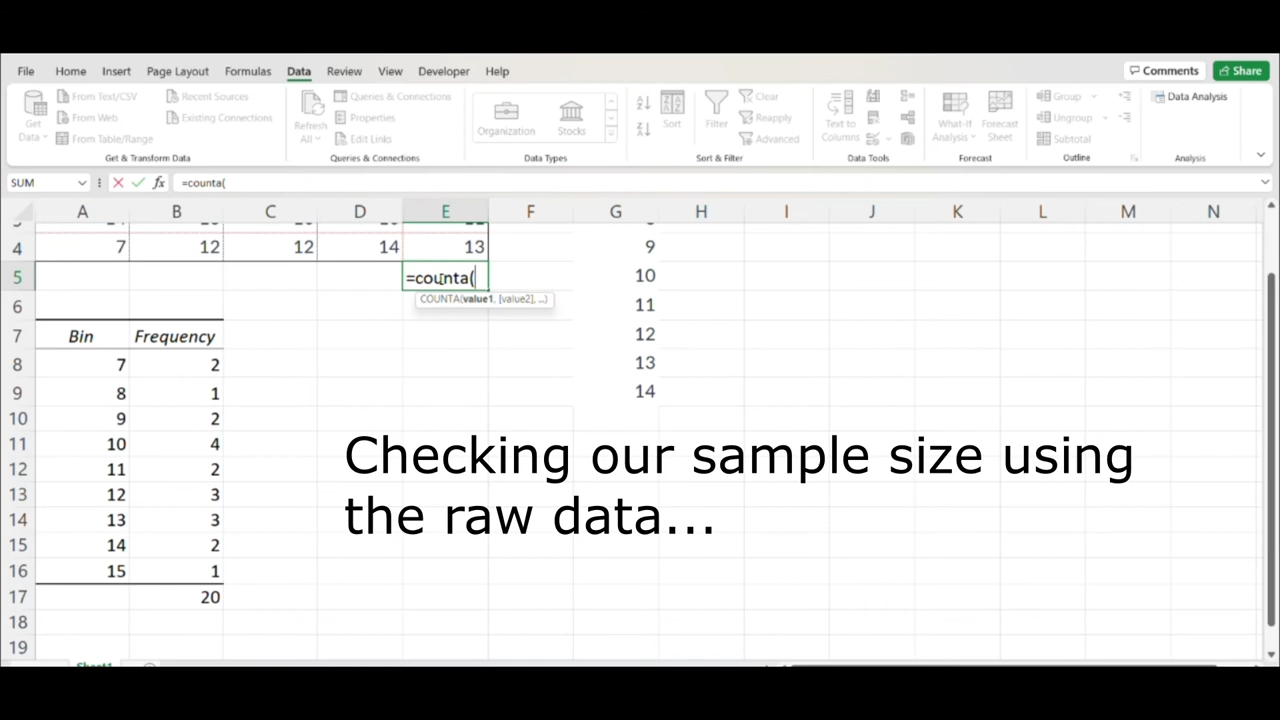 File Home Insert Page Layout Formulas Data Review View Developer Help Comments Share
From Text/CSV Recent Sources Queries & Connections Clear Group
Get Data From Web Existing Connections Refresh All Properties Organization Stocks Sort Filter Reapply Text to Columns What-If Analysis Forecast Sheet Ungroup Data Analysis
From Table/Range Edit Links Advanced Subtotal
Get & Transform Data Queries & Connections Data Types Sort & Filter Data Tools Forecast Outline Analysis
SUM fx =counta(
A B C D E F G H I J K L M N
4 7 12 12 14 13 9
5 =counta( 10
COUNTA(value1, [value2], ...)
6 11
7 Bin Frequency 12
8 7 2 13
9 8 1 14
10 9 2
11 10 4
12 11 2
13 12 3
14 13 3
15 14 2
16 15 1
17 20
18
19
Checking our sample size using
the raw data...
Sheet1